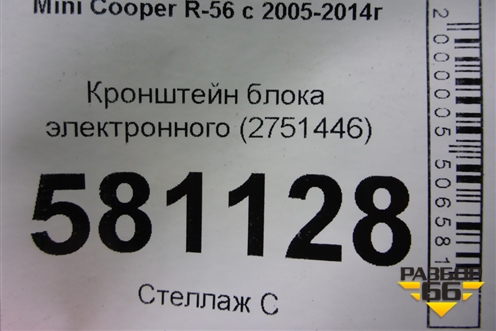 Mini Cooper R-56 с 2005-2014г
Кронштейн блока
электронного (2751446)
581128
Стеллаж С
2000005506581
РАЗБОР
66